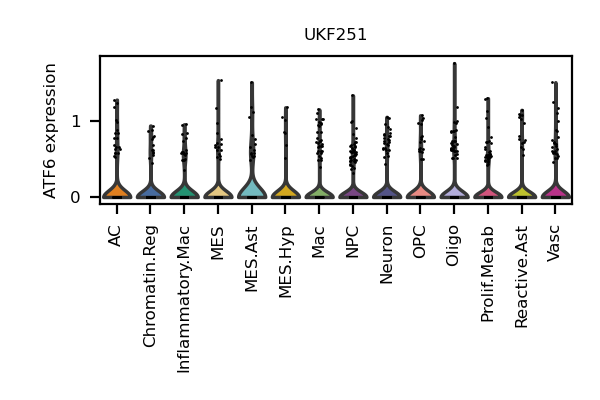 UKF251
ATF6 expression
1
0
AC
Chromatin.Reg
Inflammatory.Mac
MES
MES.Ast
MES.Hyp
Mac
NPC
Neuron
OPC
Oligo
Prolif.Metab
Reactive.Ast
Vasc